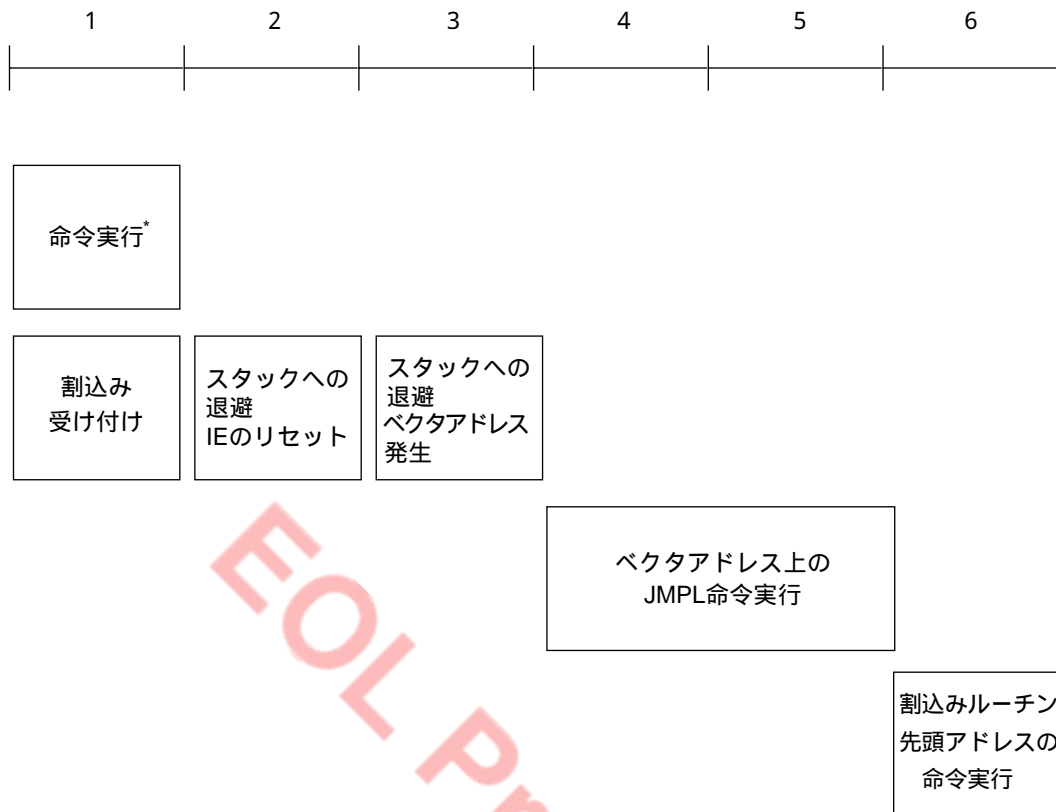 1 2 3 4 5 6
命令実行*
割込み
受け付け
スタックへの
退避
IEのリセット
スタックへの
退避
ベクタアドレス
発生
ベクタアドレス上の
JMPL命令実行
割込みルーチン
先頭アドレスの
命令実行
EOL Pr